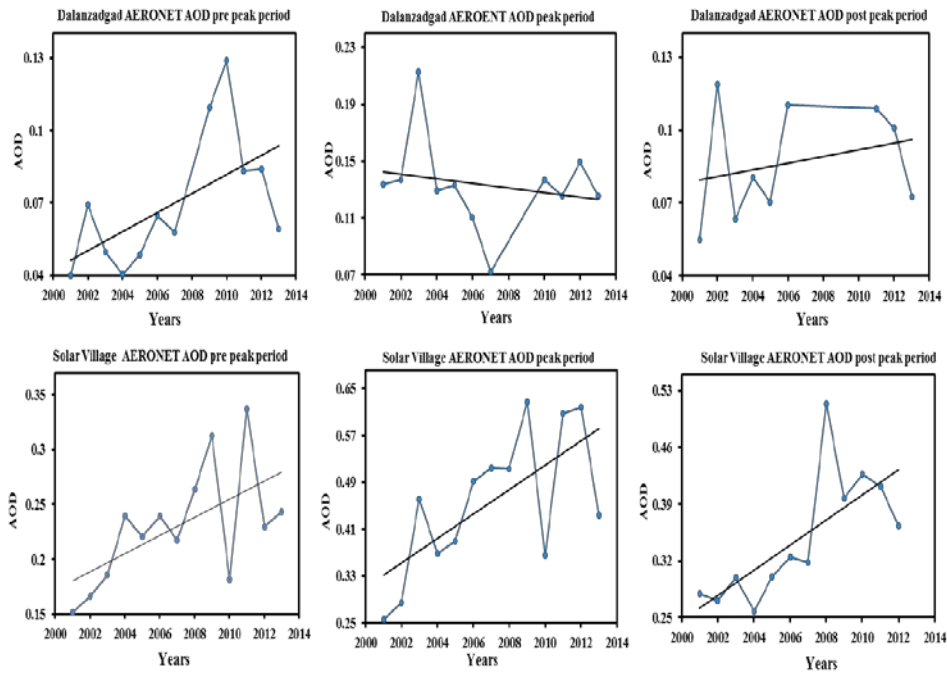 Dalanzadgad AERONET AOD pre peak period
0.13
0.1
0.07
0.04
AOD
2000 2002 2004 2006 2008 2010 2012 2014
Years
Dalanzadgad AEROENT AOD peak period
0.23
0.19
0.15
0.11
0.07
AOD
2000 2002 2004 2006 2008 2010 2012 2014
Years
Dalanzadgad AERONET AOD post peak period
0.13
0.1
0.07
0.04
AOD
2000 2002 2004 2006 2008 2010 2012 2014
Years
Solar Village AERONET AOD pre peak period
0.35
0.3
0.25
0.2
0.15
AOD
2000 2002 2004 2006 2008 2010 2012 2014
Years
Solar Village AERONET AOD peak period
0.65
0.57
0.49
0.41
0.33
0.25
AOD
2000 2002 2004 2006 2008 2010 2012 2014
Years
Solar Village AERONET AOD post peak period
0.53
0.46
0.39
0.32
0.25
AOD
2000 2002 2004 2006 2008 2010 2012 2014
Years